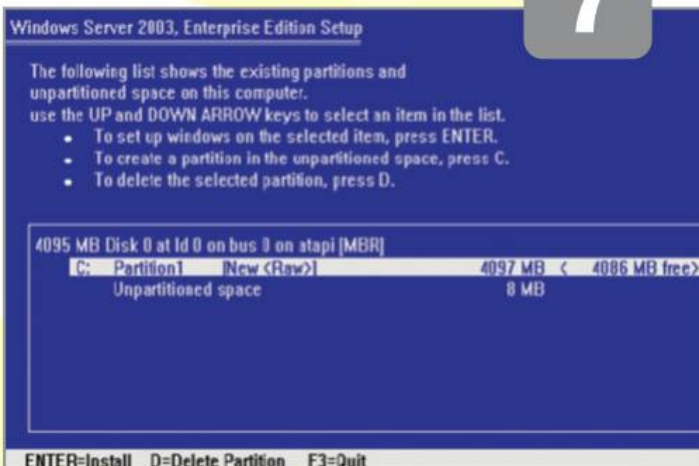 7
Windows Server 2003, Enterprise Edition Setup
The following list shows the existing partitions and
unpartitioned space on this computer.
use the UP and DOWN ARROW keys to select an item in the list.
• To set up windows on the selected item, press ENTER.
• To create a partition in the unpartitioned space, press C.
• To delete the selected partition, press D.
4095 MB Disk 0 at Id 0 on bus 0 on atapi [MBR]
C: Partition1 [New <Raw>] 4097 MB < 4086 MB free>
Unpartitioned space 8 MB
ENTER=Install D=Delete Partition F3=Quit